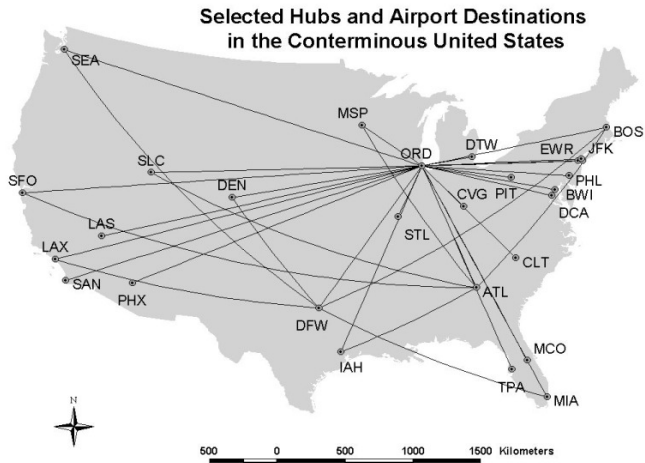 Selected Hubs and Airport Destinations
in the Conterminous United States
SEA
MSP
BOS
ORD
DTW
EWR
JFK
SLC
SFO
DEN
CVG
PIT
PHL
BWI
DCA
LAS
STL
LAX
CLT
SAN
PHX
ATL
DFW
MCO
IAH
TPA
MIA
N
500 0 500 1000 1500 Kilometers